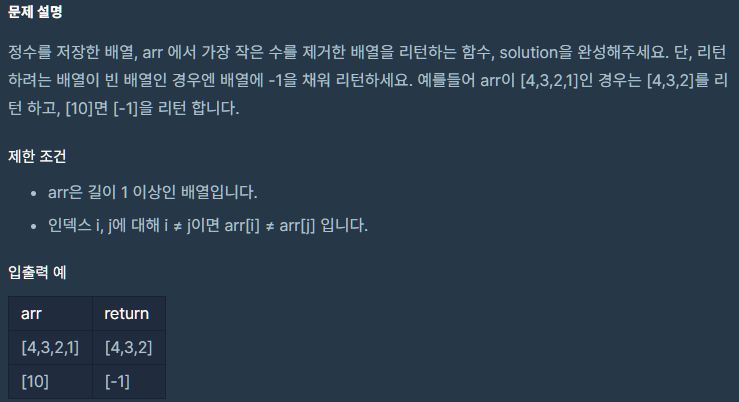 문제 설명
정수를 저장한 배열, arr 에서 가장 작은 수를 제거한 배열을 리턴하는 함수, solution을 완성해주세요. 단, 리턴
하려는 배열이 빈 배열인 경우엔 배열에 -1을 채워 리턴하세요. 예를들어 arr이 [4,3,2,1]인 경우는 [4,3,2]를 리
턴 하고, [10]면 [-1]을 리턴 합니다.
제한 조건
• arr은 길이 1 이상인 배열입니다.
• 인덱스 i, j에 대해 i ≠ j이면 arr[i] ≠ arr[j] 입니다.
입출력 예
arr return
[4,3,2,1] [4,3,2]
[10] [-1]